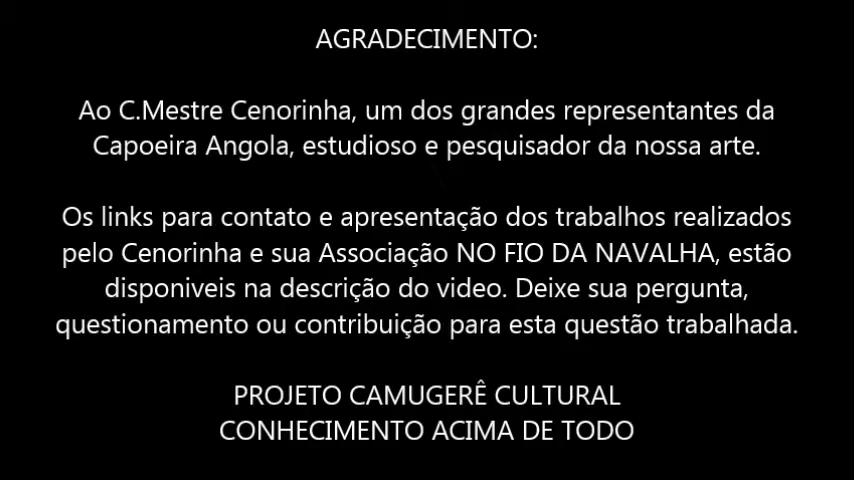 AGRADECIMENTO:
Ao C.Mestre Cenorinha, um dos grandes representantes da
Capoeira Angola, estudioso e pesquisador da nossa arte.
Os links para contato e apresentação dos trabalhos realizados
pelo Cenorinha e sua Associação NO FIO DA NAVALHA, estão
disponiveis na descrição do video. Deixe sua pergunta,
questionamento ou contribuição para esta questão trabalhada.
PROJETO CAMUGERÊ CULTURAL
CONHECIMENTO ACIMA DE TODO